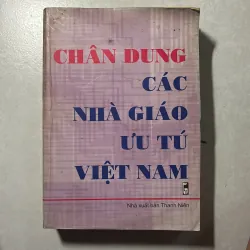 CHÂN DUNG
CÁC
NHÀ GIÁO
ƯU TÚ
VIỆT NAM
Nhà xuất bản Thanh Niên